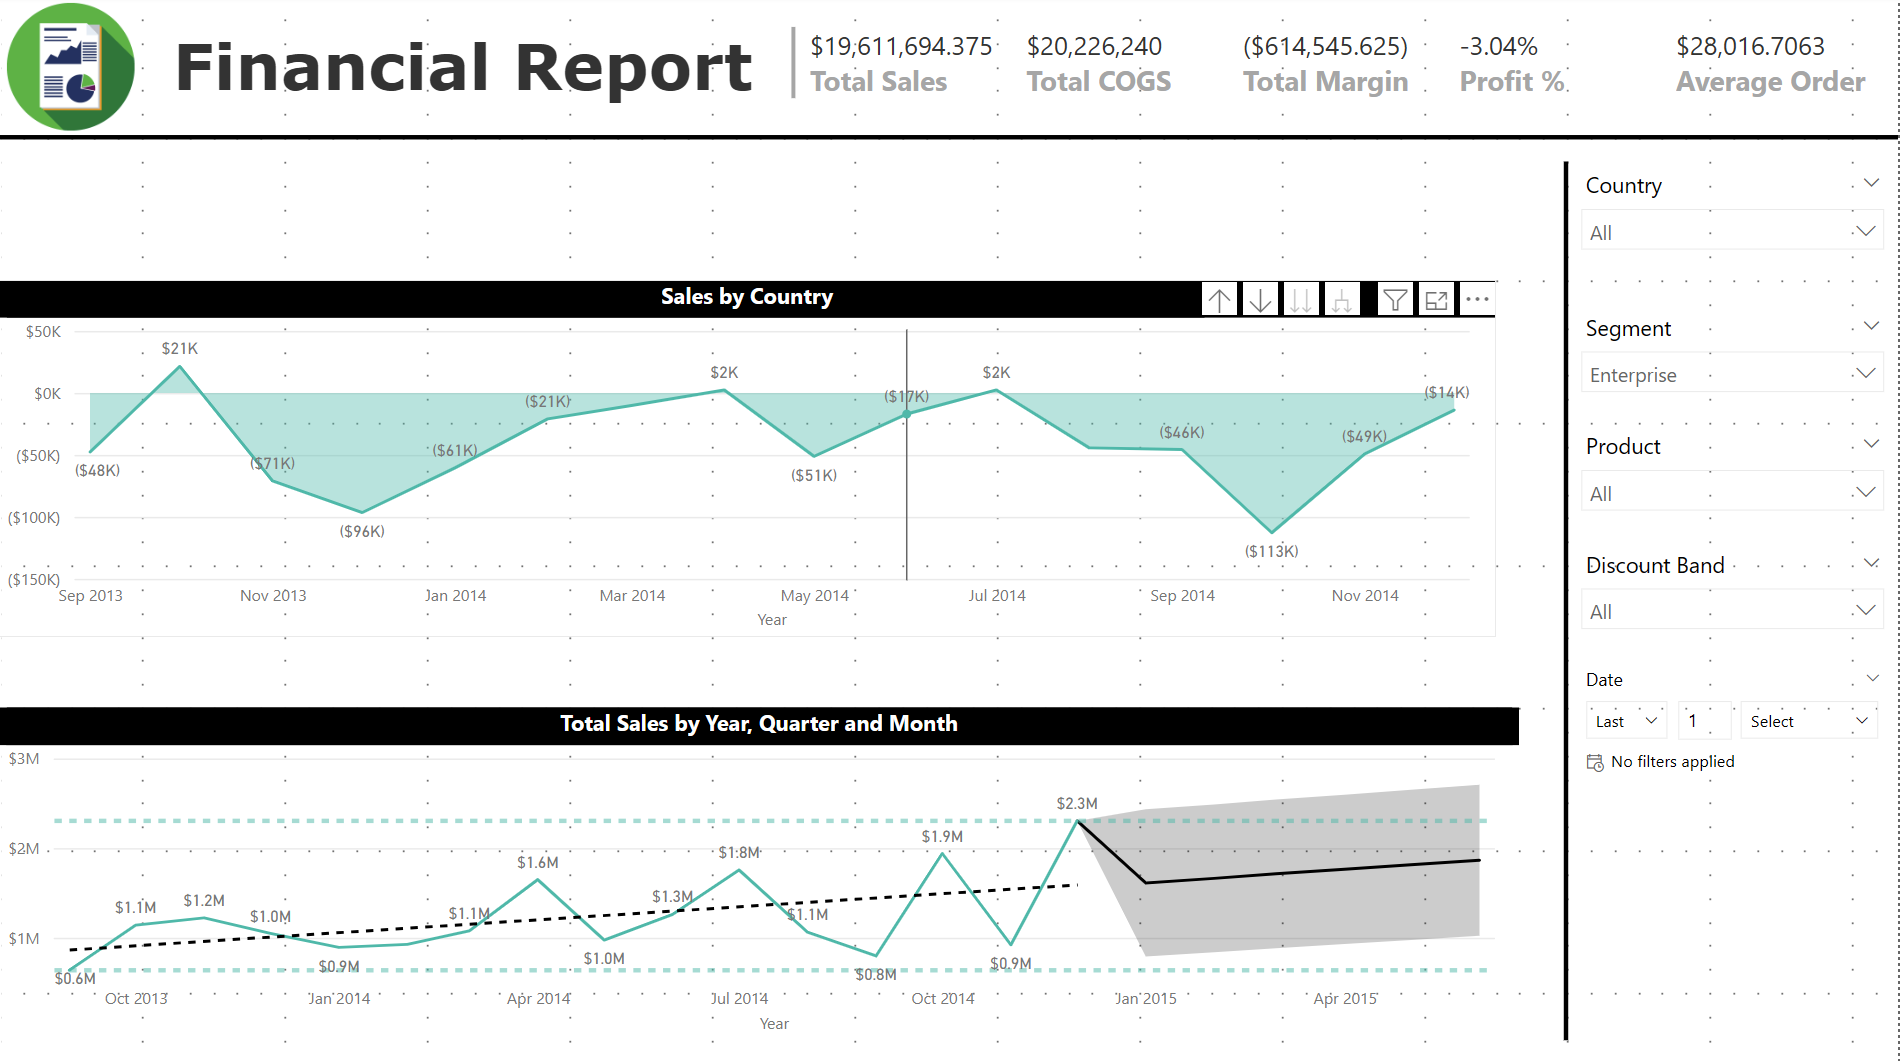 Financial Report
$19,611,694.375
Total Sales
$20,226,240
Total COGS
($614,545.625)
Total Margin
-3.04%
Profit %
$28,016.7063
Average Order
Sales by Country
$50K
$0K
($50K)
($100K)
($150K)
($48K)
$21K
($71K)
($96K)
($61K)
($21K)
$2K
($51K)
($17K)
$2K
($46K)
($113K)
($49K)
($14K)
Sep 2013
Nov 2013
Jan 2014
Mar 2014
May 2014
Jul 2014
Sep 2014
Nov 2014
Year
Total Sales by Year, Quarter and Month
$3M
$2M
$1M
$0.6M
$1.1M
$1.2M
$1.0M
$0.9M
$1.1M
$1.6M
$1.0M
$1.3M
$1.8M
$1.1M
$0.8M
$1.9M
$0.9M
$2.3M
Oct 2013
Jan 2014
Apr 2014
Jul 2014
Oct 2014
Jan 2015
Apr 2015
Year
Country
All
Segment
Enterprise
Product
All
Discount Band
All
Date
Last 1 Select
No filters applied